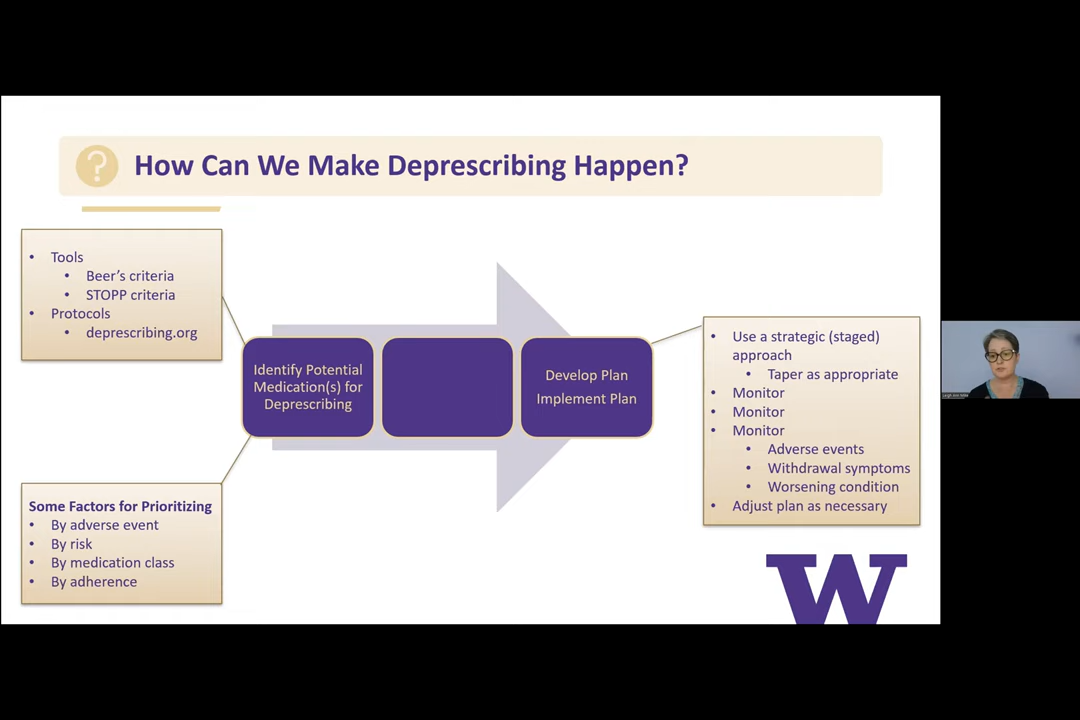 How Can We Make Deprescribing Happen?
• Tools
• Beer's criteria
• STOPP criteria
• Protocols
• deprescribing.org
Identify Potential
Medication(s) for
Deprescribing
Develop Plan
Implement Plan
• Use a strategic (staged)
approach
• Taper as appropriate
• Monitor
• Monitor
• Monitor
• Adverse events
• Withdrawal symptoms
• Worsening condition
• Adjust plan as necessary
Some Factors for Prioritizing
• By adverse event
• By risk
• By medication class
• By adherence
W